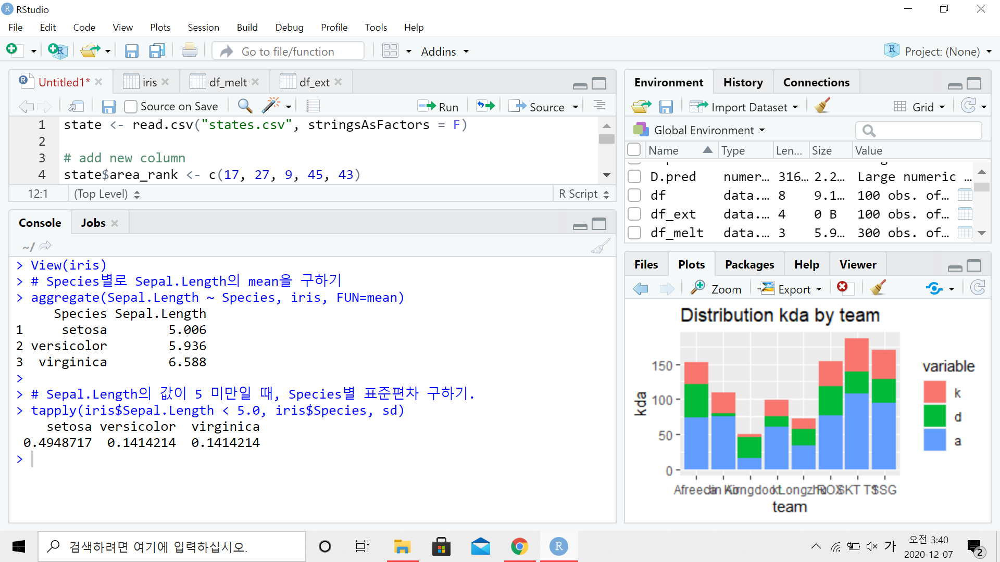 RStudio
File Edit Code View Plots Session Build Debug Profile Tools Help
Go to file/function Addins Project: (None)
Untitled1* iris df_melt df_ext
Source on Save Run Source
1 state <- read.csv("states.csv", stringsAsFactors = F)
2
3 # add new column
4 state$area_rank <- c(17, 27, 9, 45, 43)
12:1 (Top Level) R Script
Console Jobs
~/
> View(iris)
> # Species별로 Sepal.Length의 mean을 구하기
> aggregate(Sepal.Length ~ Species, iris, FUN=mean)
Species Sepal.Length
1 setosa 5.006
2 versicolor 5.936
3 virginica 6.588
>
> # Sepal.Length의 값이 5 미만일 때, Species별 표준편차 구하기.
> tapply(iris$Sepal.Length < 5.0, iris$Species, sd)
setosa versicolor virginica
0.4948717 0.1414214 0.1414214
>
Environment History Connections
Import Dataset Grid
Global Environment
Name Type Len... Size Value
D.pred numer... 316... 2.2... Large numeric ...
df data.... 8 9.1... 100 obs. of...
df_ext data.... 4 0 B 100 obs. of...
df_melt data.... 3 5.9... 300 obs. of...
Files Plots Packages Help Viewer
Zoom Export
Distribution kda by team
kda
150
100
50
0
SSG
team
variable
k
d
a
검색하려면 여기에 입력하십시오.
가
오전 3:40
2020-12-07
2